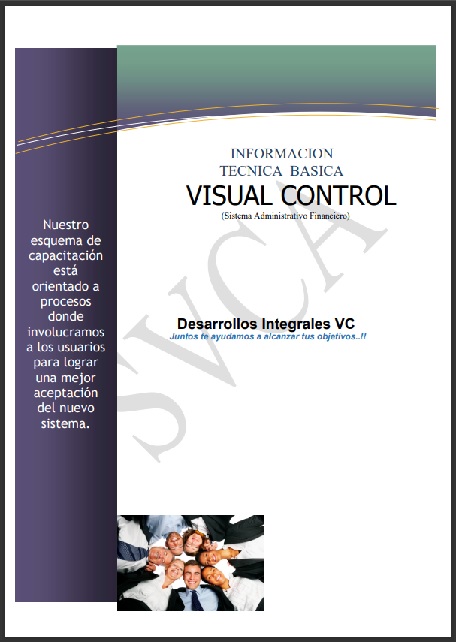 INFORMACION
TECNICA BASICA
VISUAL CONTROL
(Sistema Administrativo Financiero)
Nuestro
esquema de
capacitación
está
orientado a
procesos
donde
involucramos
a los usuarios
para lograr
una mejor
aceptación
del nuevo
sistema.
Desarrollos Integrales VC
Juntos te ayudamos a alcanzar tus objetivos..!!
SVCA